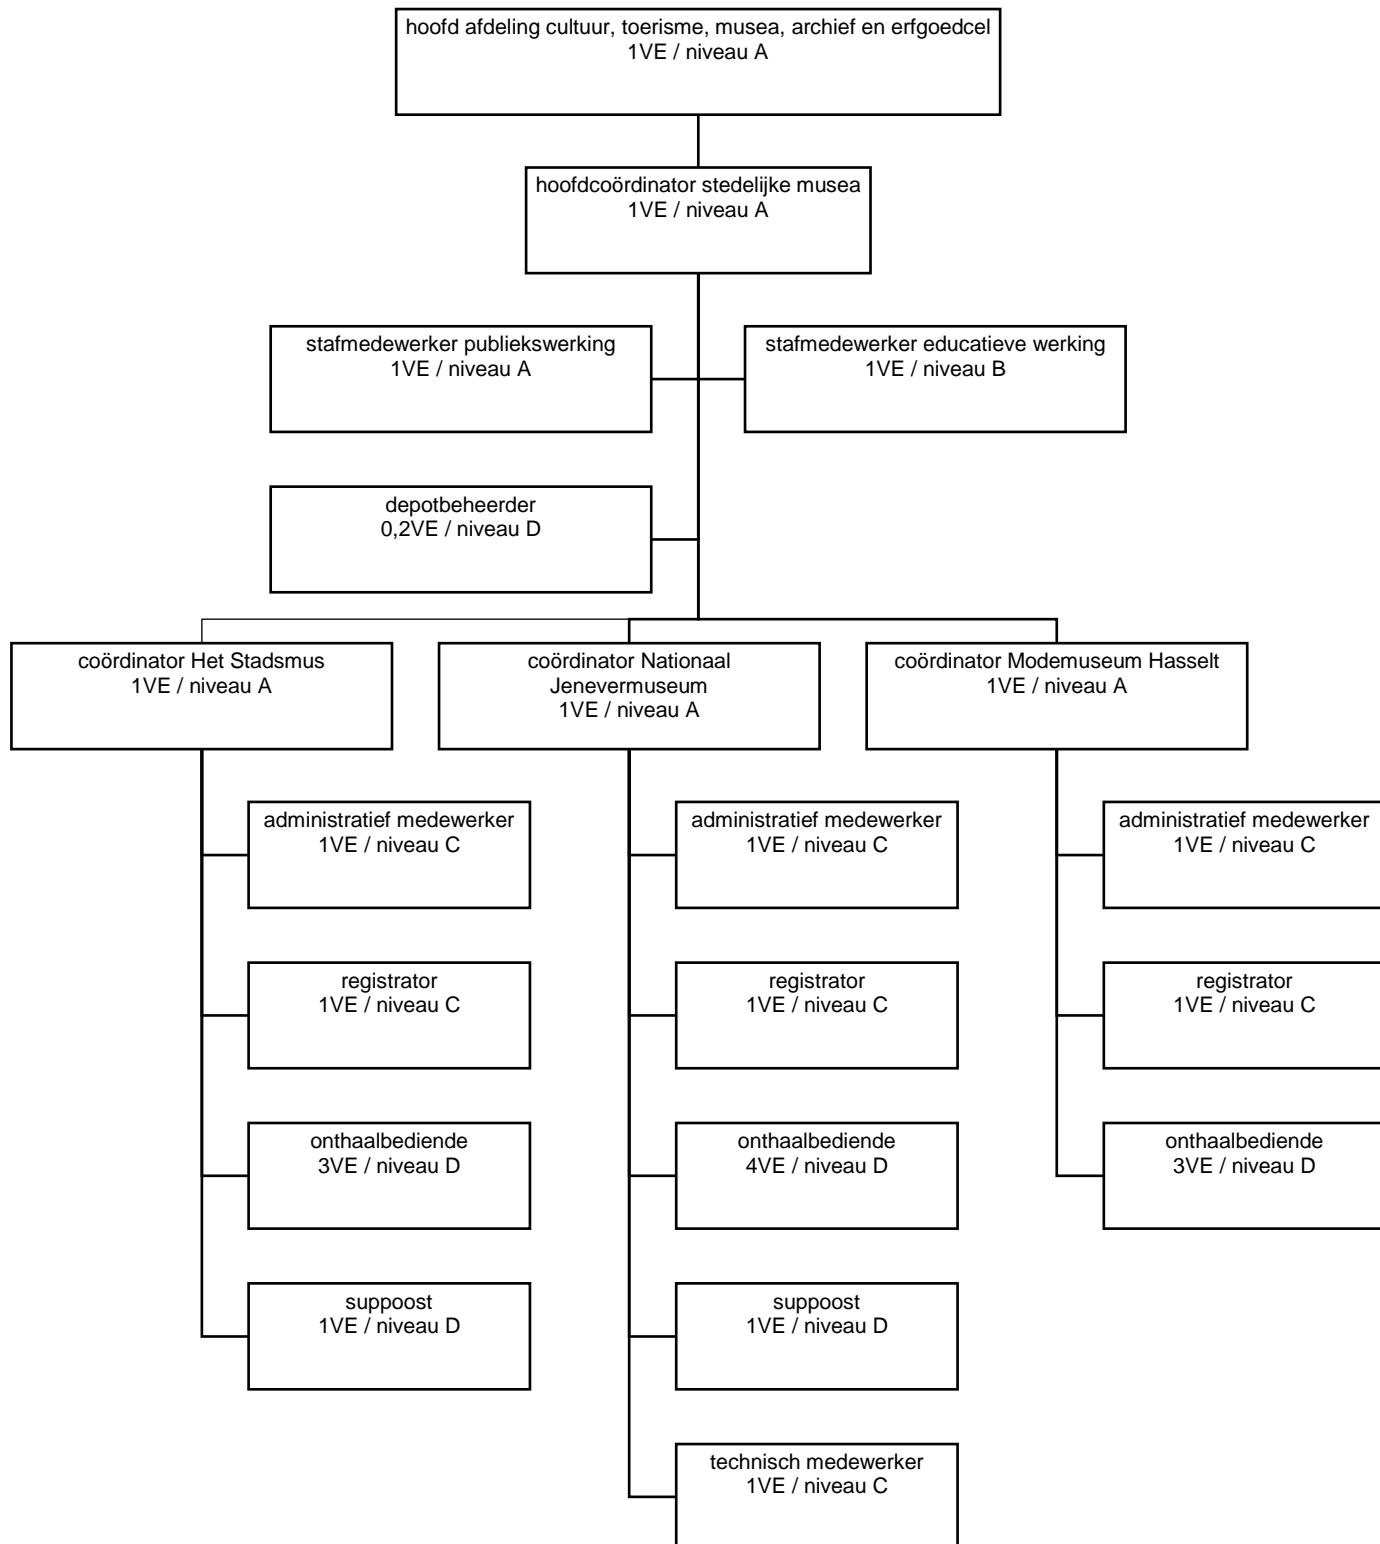 hoofd afdeling cultuur, toerisme, musea, archief en erfgoedcel
1VE / niveau A
hoofdcoördinator stedelijke musea
1VE / niveau A
stafmedewerker publiekswerking
1VE / niveau A
stafmedewerker educatieve werking
1VE / niveau B
depotbeheerder
0,2VE / niveau D
coördinator Het Stadsmus
1VE / niveau A
coördinator Nationaal
Jenevermuseum
1VE / niveau A
coördinator Modemuseum Hasselt
1VE / niveau A
administratief medewerker
1VE / niveau C
administratief medewerker
1VE / niveau C
administratief medewerker
1VE / niveau C
registrator
1VE / niveau C
registrator
1VE / niveau C
registrator
1VE / niveau C
onthaalbediende
3VE / niveau D
onthaalbediende
4VE / niveau D
onthaalbediende
3VE / niveau D
suppoost
1VE / niveau D
suppoost
1VE / niveau D
technisch medewerker
1VE / niveau C